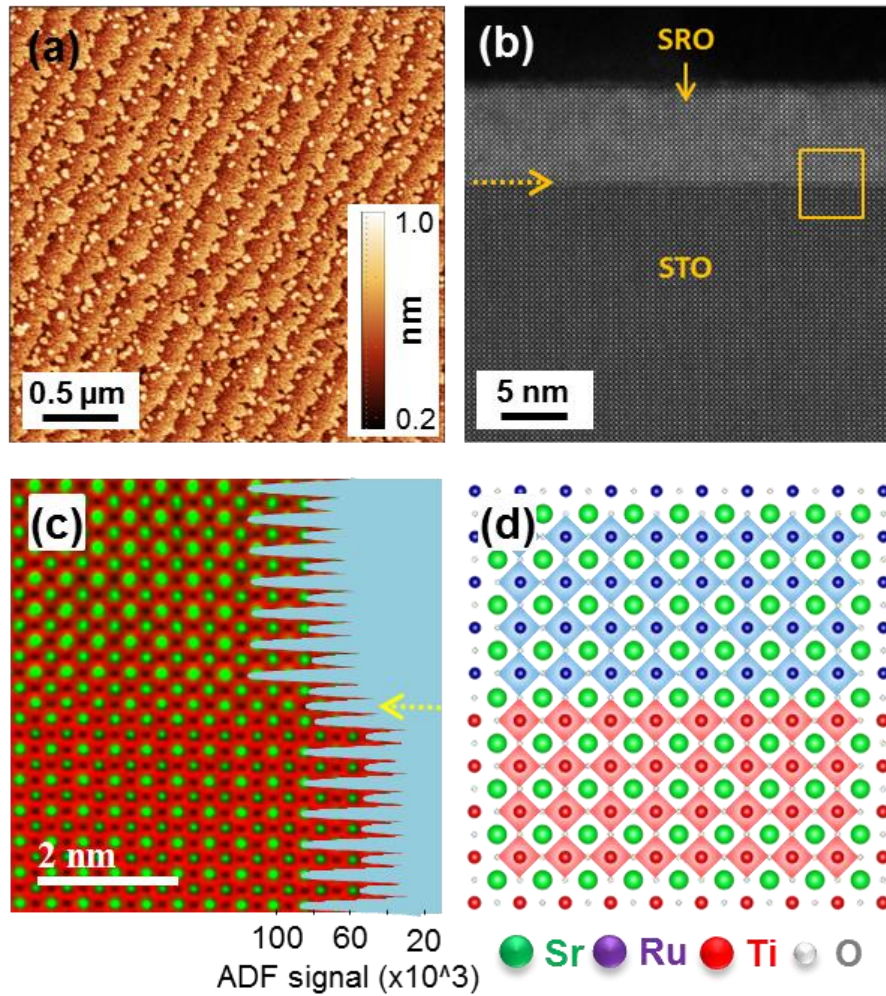 (a)
1.0
nm
0.2
0.5 µm
(b)
SRO
STO
5 nm
(c)
2 nm
100 60 20
ADF signal (x10^3)
(d)
Sr Ru Ti O